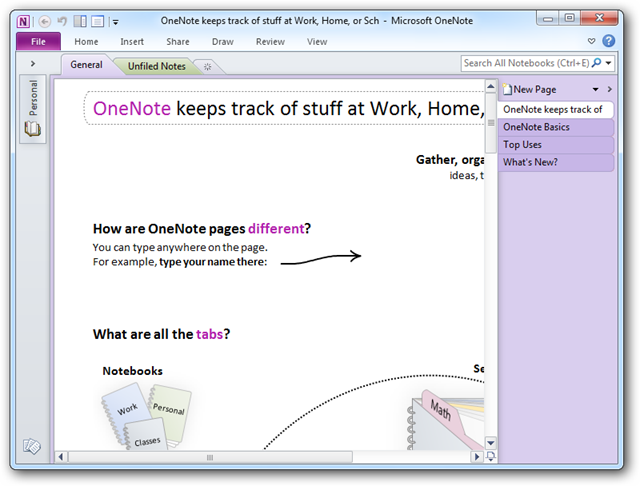 OneNote keeps track of stuff at Work, Home, or Sch - Microsoft OneNote
File Home Insert Share Draw Review View
General Unfiled Notes
Search All Notebooks (Ctrl+E)
Personal
New Page
OneNote keeps track of
OneNote Basics
Top Uses
What's New?
OneNote keeps track of stuff at Work, Home,
Gather, orga
ideas, t
How are OneNote pages different?
You can type anywhere on the page.
For example, type your name there:
What are all the tabs?
Notebooks
Se
Work
Personal
Classes
Math